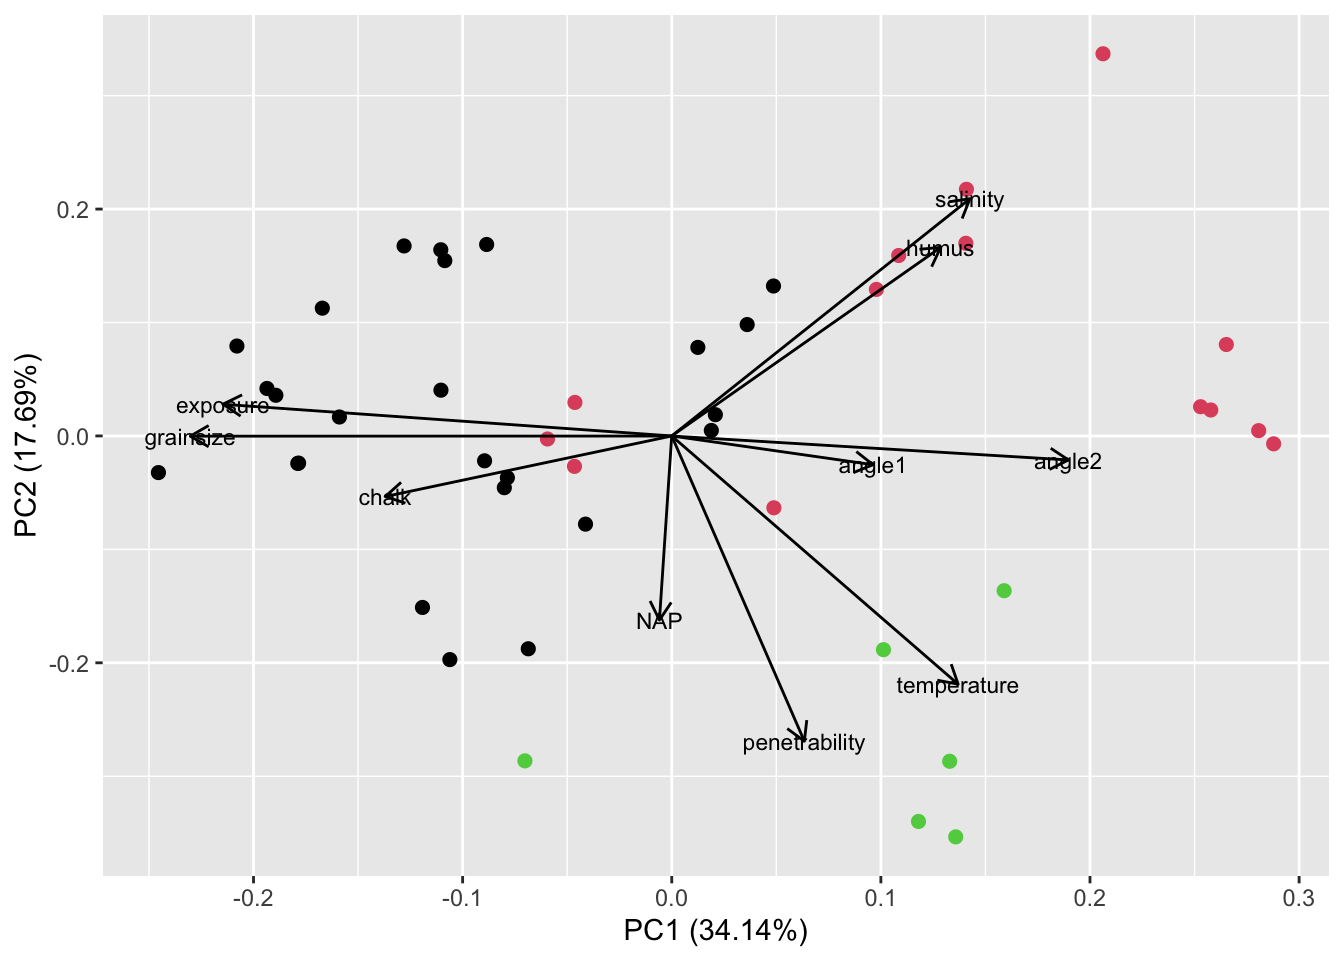 0.2
0.0
-0.2
PC2 (17.69%)
salinity
humus
exposure
grainsize
chalk
angle1
angle2
NAP
temperature
penetrability
-0.2
-0.1
0.0
0.1
0.2
0.3
PC1 (34.14%)